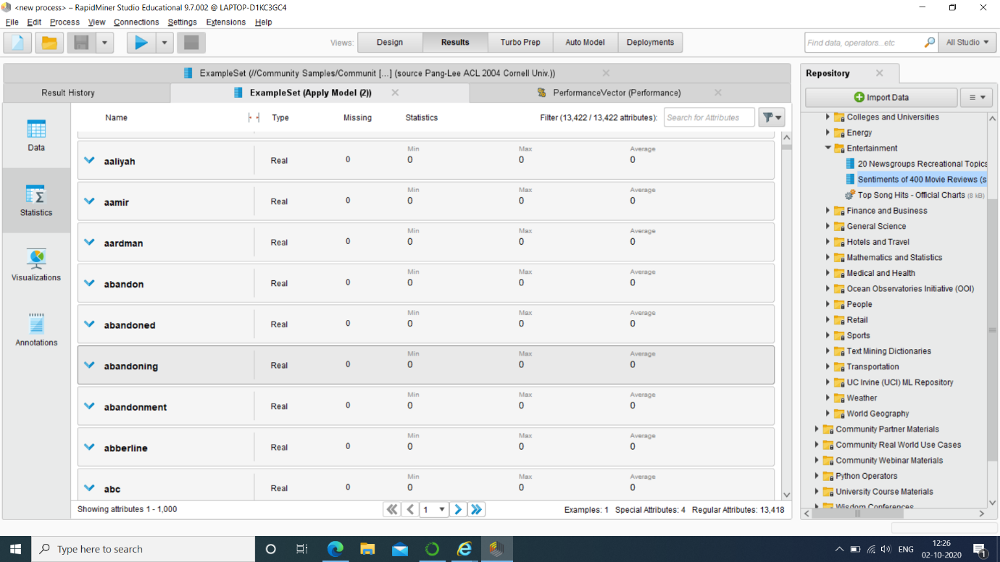 <new process> – RapidMiner Studio Educational 9.7.002 @ LAPTOP-D1KC3GC4
File Edit Process View Connections Settings Extensions Help
Views: Design Results Turbo Prep Auto Model Deployments Find data, operators...etc All Studio
ExampleSet (//Community Samples/Communit [...] (source Pang-Lee ACL 2004 Cornell Univ.))
Result History ExampleSet (Apply Model (2)) PerformanceVector (Performance)
Data
Statistics
Visualizations
Annotations
Name Type Missing Statistics Filter (13,422 / 13,422 attributes): Search for Attributes
Min Max Average
aaliyah Real 0 0 0 0
Min Max Average
aamir Real 0 0 0 0
Min Max Average
aardman Real 0 0 0 0
Min Max Average
abandon Real 0 0 0 0
Min Max Average
abandoned Real 0 0 0 0
Min Max Average
abandoning Real 0 0 0 0
Min Max Average
abandonment Real 0 0 0 0
Min Max Average
abberline Real 0 0 0 0
Min Max Average
abc Real 0 0 0 0
Showing attributes 1 - 1,000 1 Examples: 1 Special Attributes: 4 Regular Attributes: 13,418
Repository
Import Data
Colleges and Universities
Energy
Entertainment
20 Newsgroups Recreational Topics
Sentiments of 400 Movie Reviews (s
Top Song Hits - Official Charts (8 kB)
Finance and Business
General Science
Hotels and Travel
Mathematics and Statistics
Medical and Health
Ocean Observatories Initiative (OOI)
People
Retail
Sports
Text Mining Dictionaries
Transportation
UC Irvine (UCI) ML Repository
Weather
World Geography
Community Partner Materials
Community Real World Use Cases
Community Webinar Materials
Python Operators
University Course Materials
Wisdom Conferences
Type here to search
ENG
12:26
02-10-2020
1